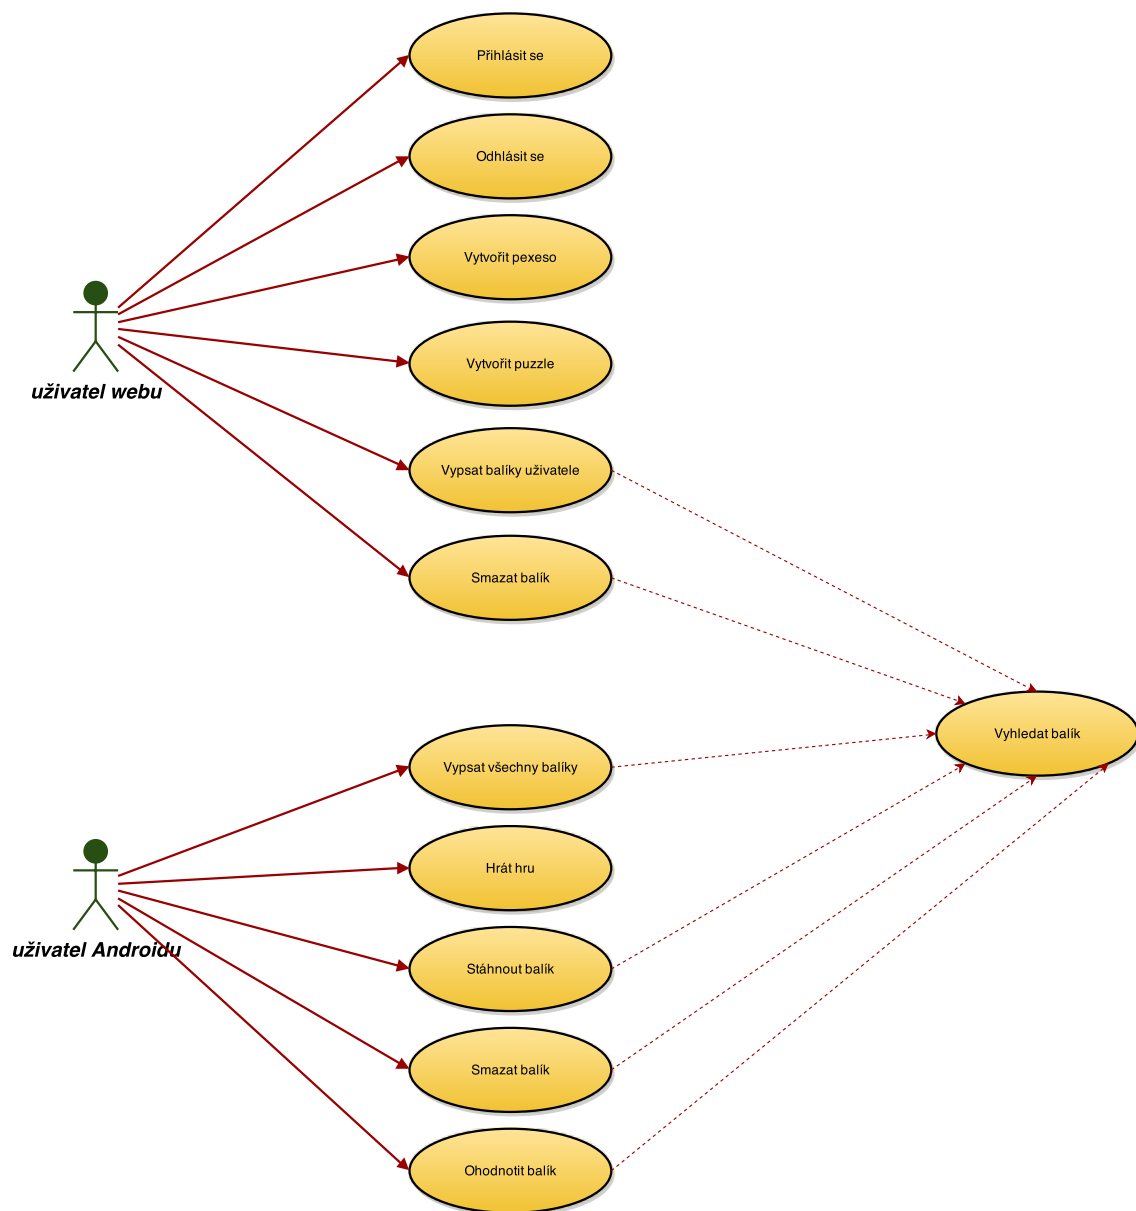 Přihlásit se
Odhlásit se
Vytvořit pexeso
Vytvořit puzzle
uživatel webu
Vypsat balíky uživatele
Smazat balík
Vyhledat balík
Vypsat všechny balíky
Hrát hru
uživatel Androidu
Stáhnout balík
Smazat balík
Ohodnotit balík